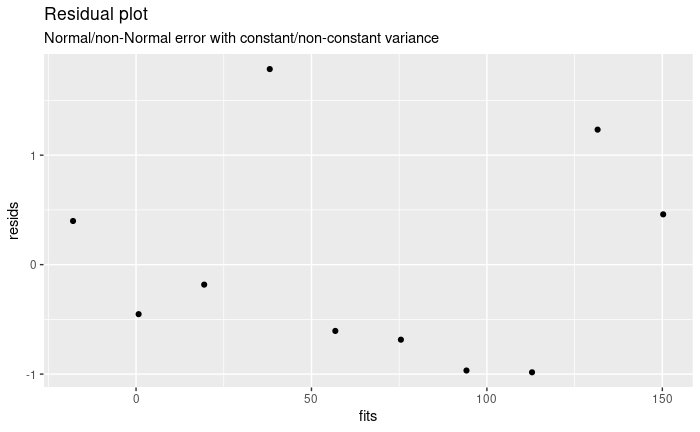 Residual plot
Normal/non-Normal error with constant/non-constant variance
resids
1
0
-1
0 50 100 150
fits